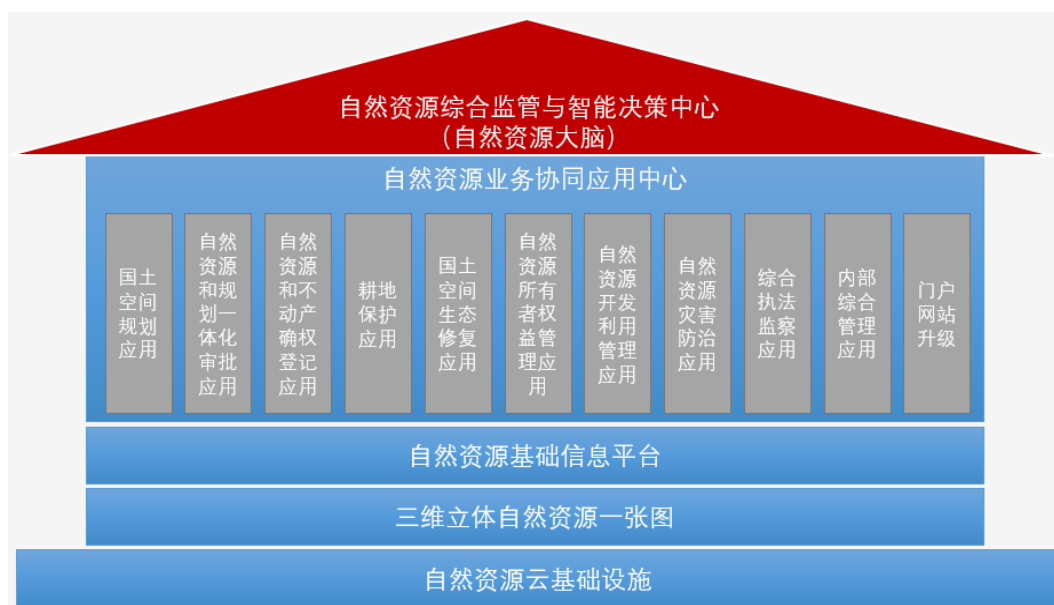 自然资源综合监管与智能决策中心
(自然资源大脑)
自然资源业务协同应用中心
国土
空间
规划
应用
自然
资源
和规
划一
体化
审批
应用
自然
资源
和不
动产
确权
登记
应用
耕地
保护
应用
国土
空间
生态
修复
应用
自然
资源
所有
者权
益管
理应
用
自然
资源
开发
利用
管理
应用
自然
资源
灾害
防治
应用
综合
执法
监察
应用
内部
综合
管理
应用
门户
网站
升级
自然资源基础信息平台
三维立体自然资源一张图
自然资源云基础设施